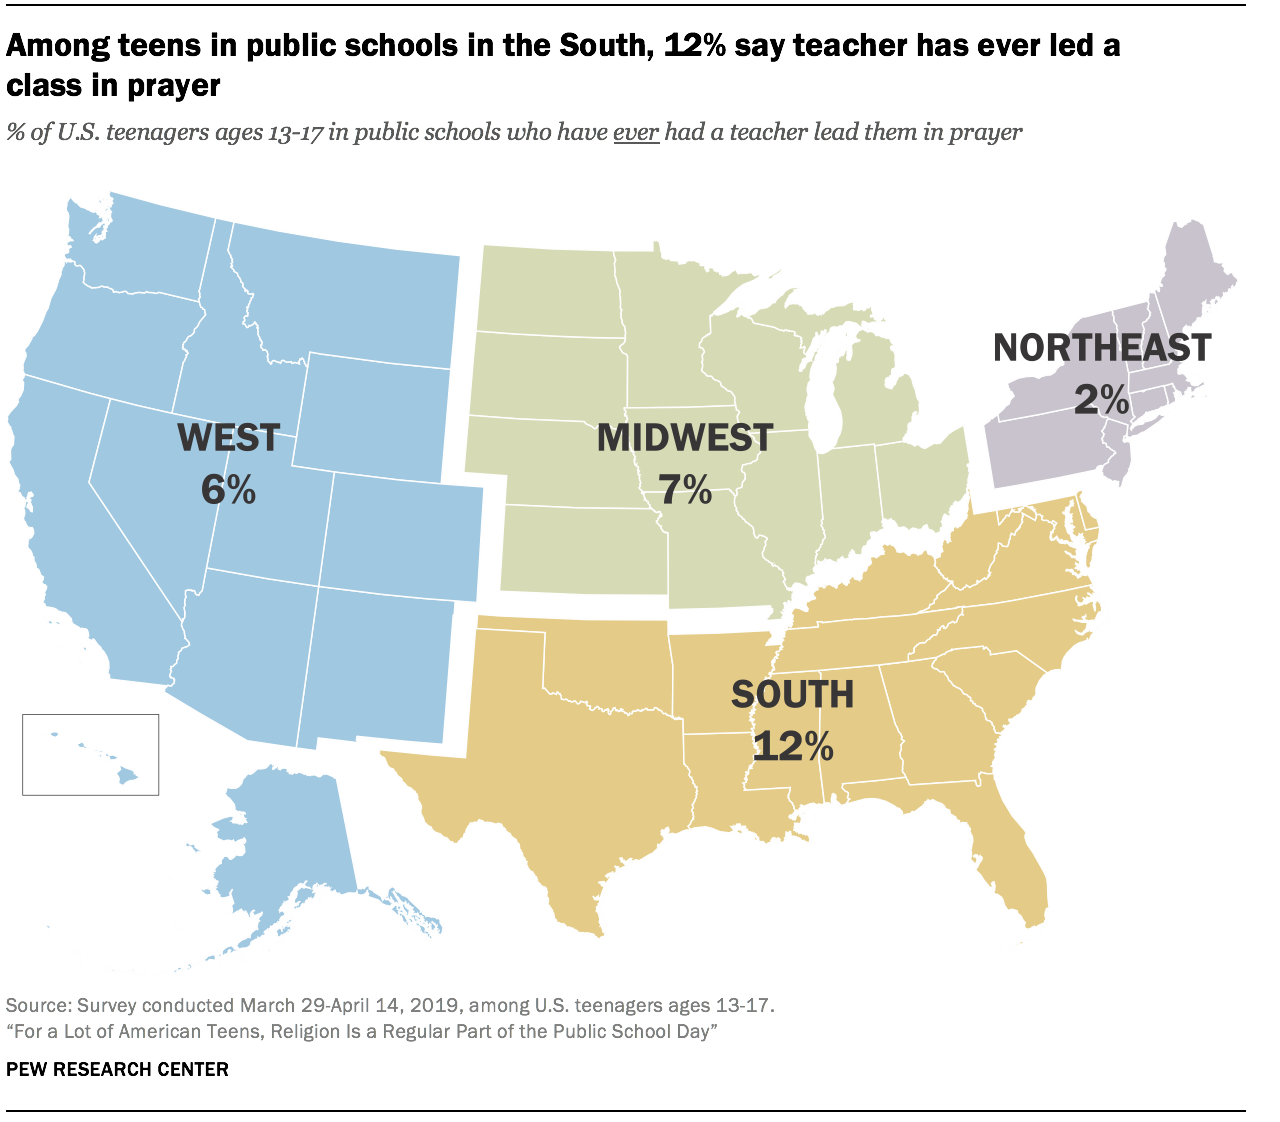 Among teens in public schools in the South, 12% say teacher has ever led a
class in prayer
% of U.S. teenagers ages 13-17 in public schools who have ever had a teacher lead them in prayer
NORTHEAST
2%
WEST
6%
MIDWEST
7%
SOUTH
12%
Source: Survey conducted March 29-April 14, 2019, among U.S. teenagers ages 13-17.
“For a Lot of American Teens, Religion Is a Regular Part of the Public School Day”
PEW RESEARCH CENTER